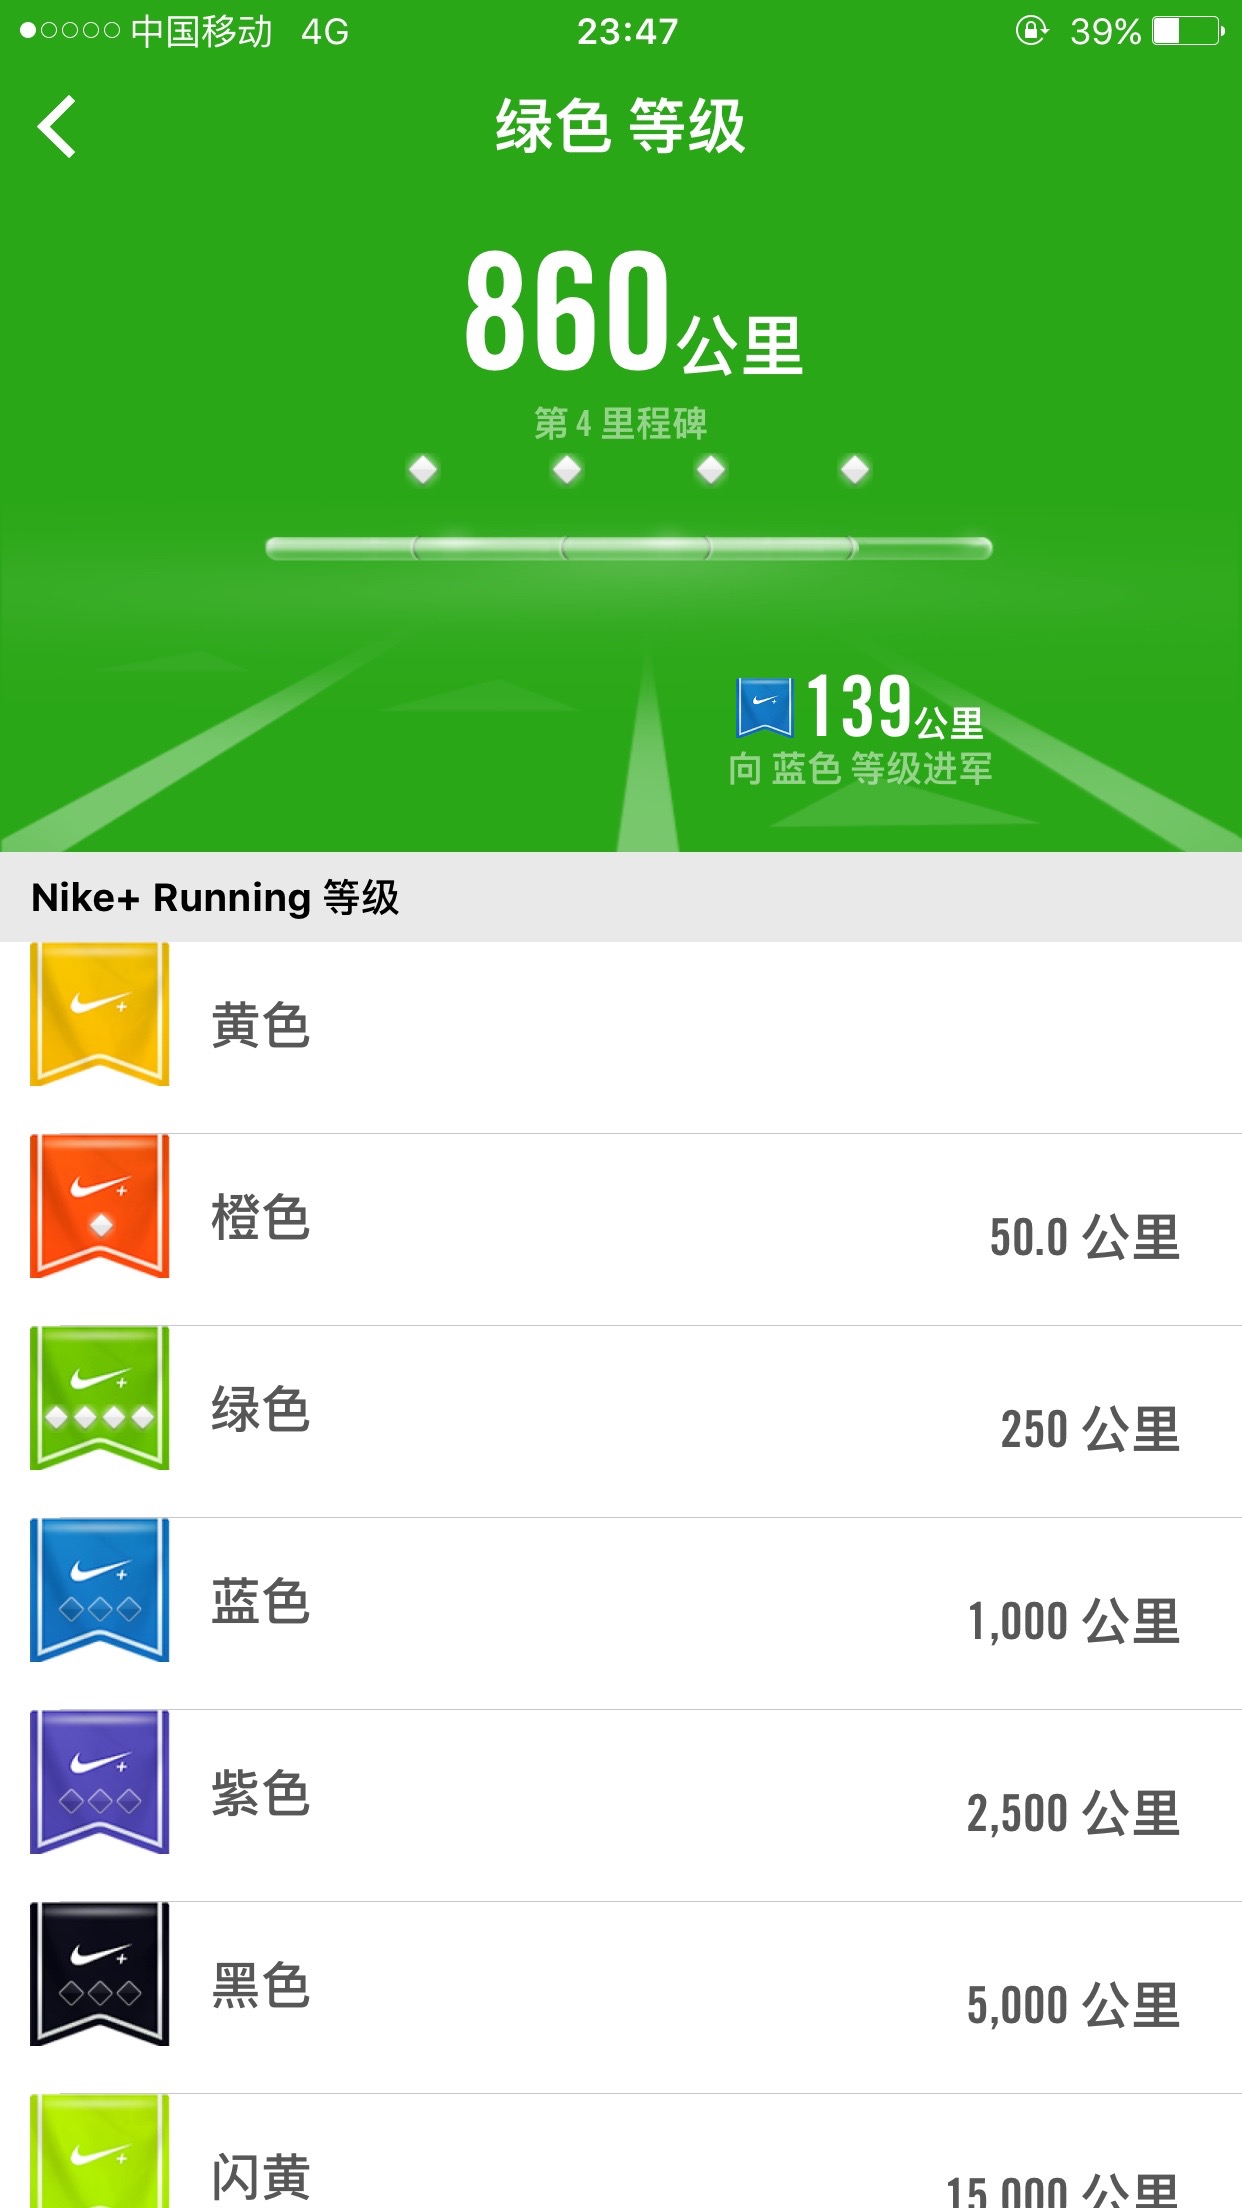 中国移动 4G 23:47 39%
绿色 等级
860公里
第 4 里程碑
139公里
向 蓝色 等级进军
Nike+ Running 等级
黄色
橙色
50.0 公里
绿色
250 公里
蓝色
1,000 公里
紫色
2,500 公里
黑色
5,000 公里
闪黄
15,000 公里